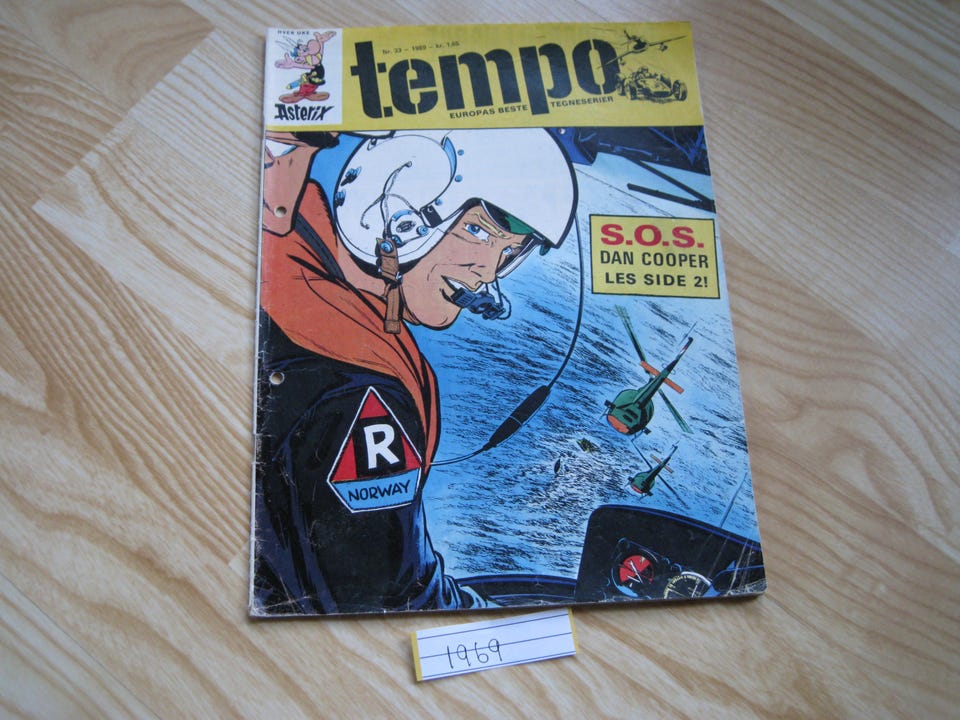 HVER UKE
Asterix
Nr. 33 - 1969 - kr. 1,65
tempo
EUROPAS BESTE TEGNESERIER
S.O.S.
DAN COOPER
LES SIDE 2!
R
NORWAY
1969